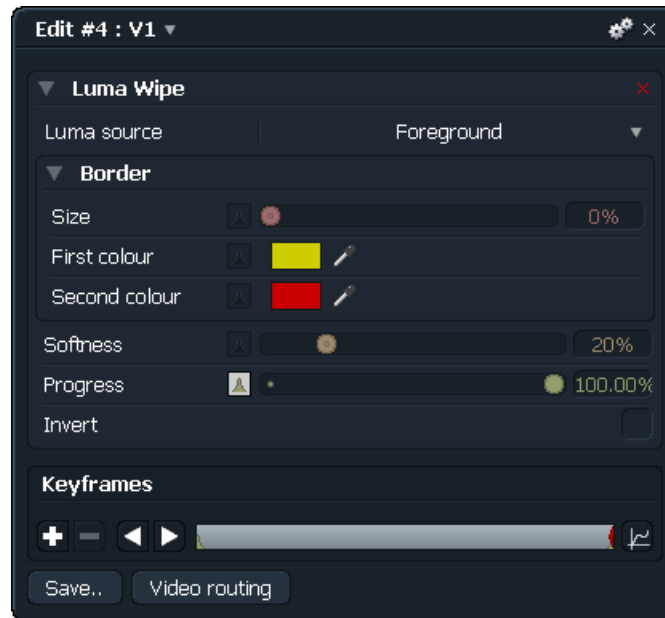 Edit #4 : V1
Luma Wipe
Luma source Foreground
Border
Size 0%
First colour
Second colour
Softness 20%
Progress 100.00%
Invert
Keyframes
Save.. Video routing